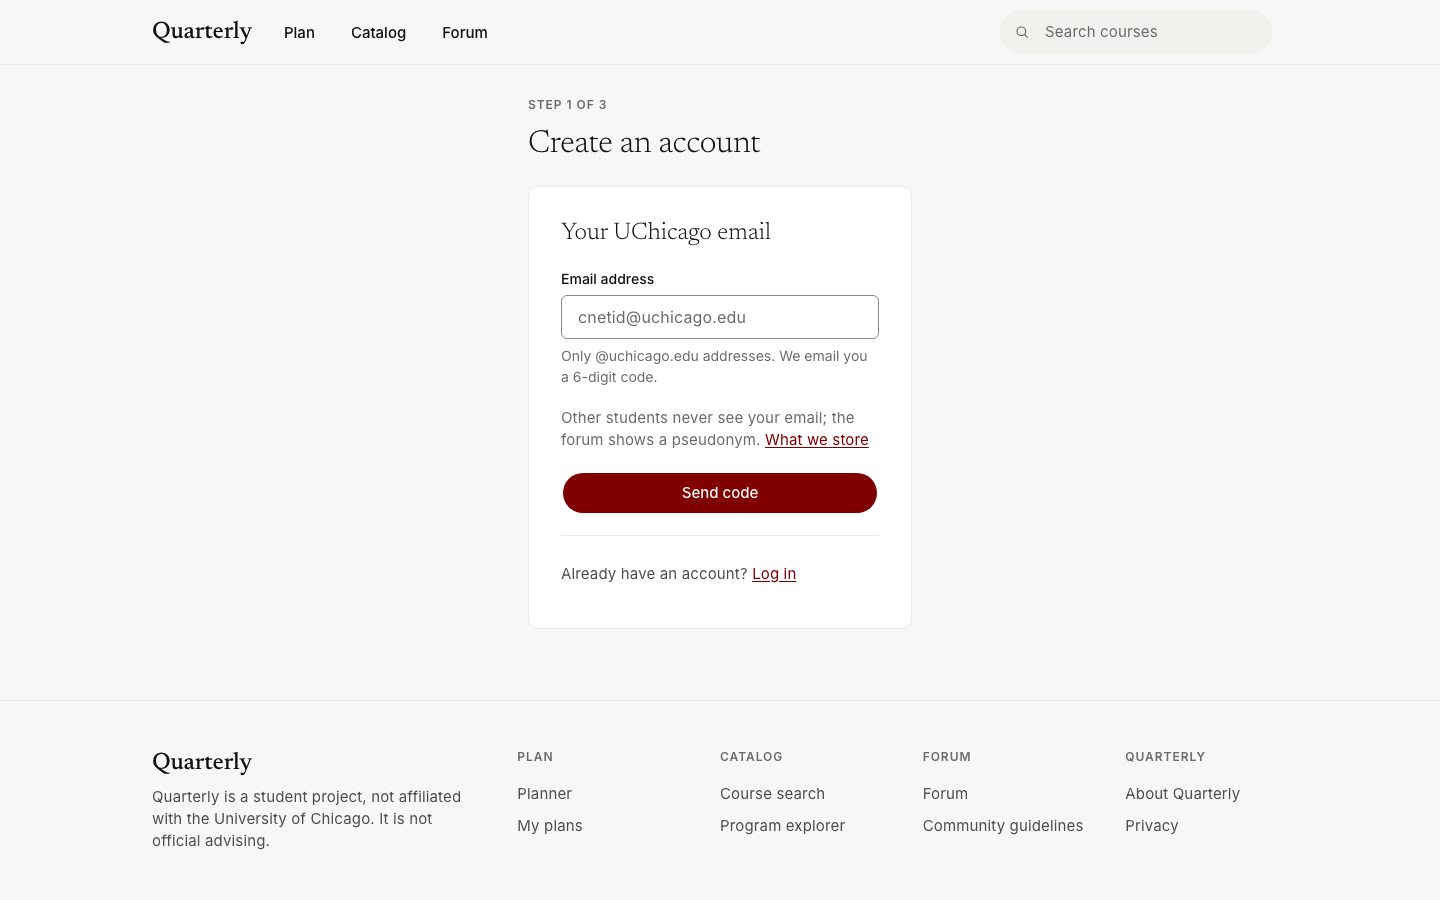 Quarterly
Plan
Catalog
Forum
Search courses
STEP 1 OF 3
Create an account
Your UChicago email
Email address
cnetid@uchicago.edu
Only @uchicago.edu addresses. We email you
a 6-digit code.
Other students never see your email; the
forum shows a pseudonym. What we store
Send code
Already have an account? Log in
Quarterly
Quarterly is a student project, not affiliated
with the University of Chicago. It is not
official advising.
PLAN
Planner
My plans
CATALOG
Course search
Program explorer
FORUM
Forum
Community guidelines
QUARTERLY
About Quarterly
Privacy